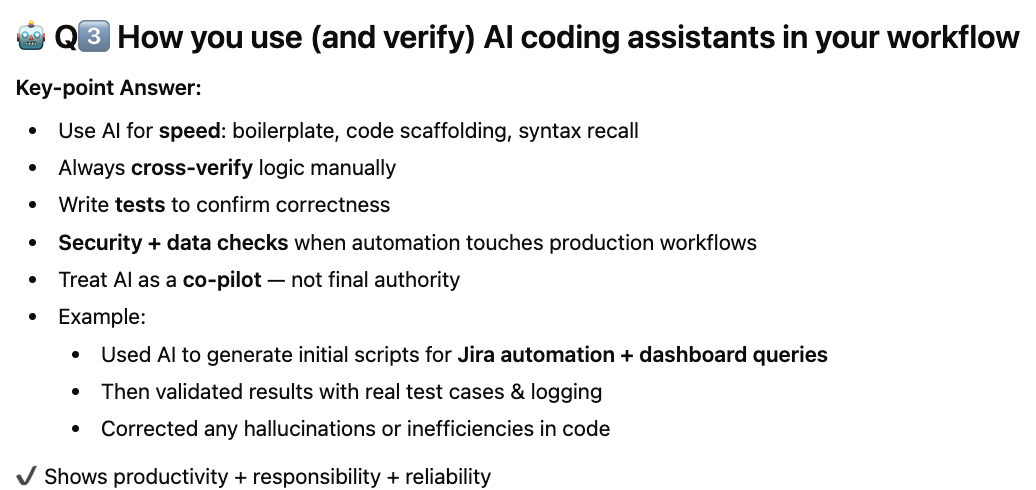 🤖 Q3️⃣ How you use (and verify) AI coding assistants in your workflow
Key-point Answer:
• Use AI for speed: boilerplate, code scaffolding, syntax recall
• Always cross-verify logic manually
• Write tests to confirm correctness
• Security + data checks when automation touches production workflows
• Treat AI as a co-pilot — not final authority
• Example:
• Used AI to generate initial scripts for Jira automation + dashboard queries
• Then validated results with real test cases & logging
• Corrected any hallucinations or inefficiencies in code
✔️ Shows productivity + responsibility + reliability